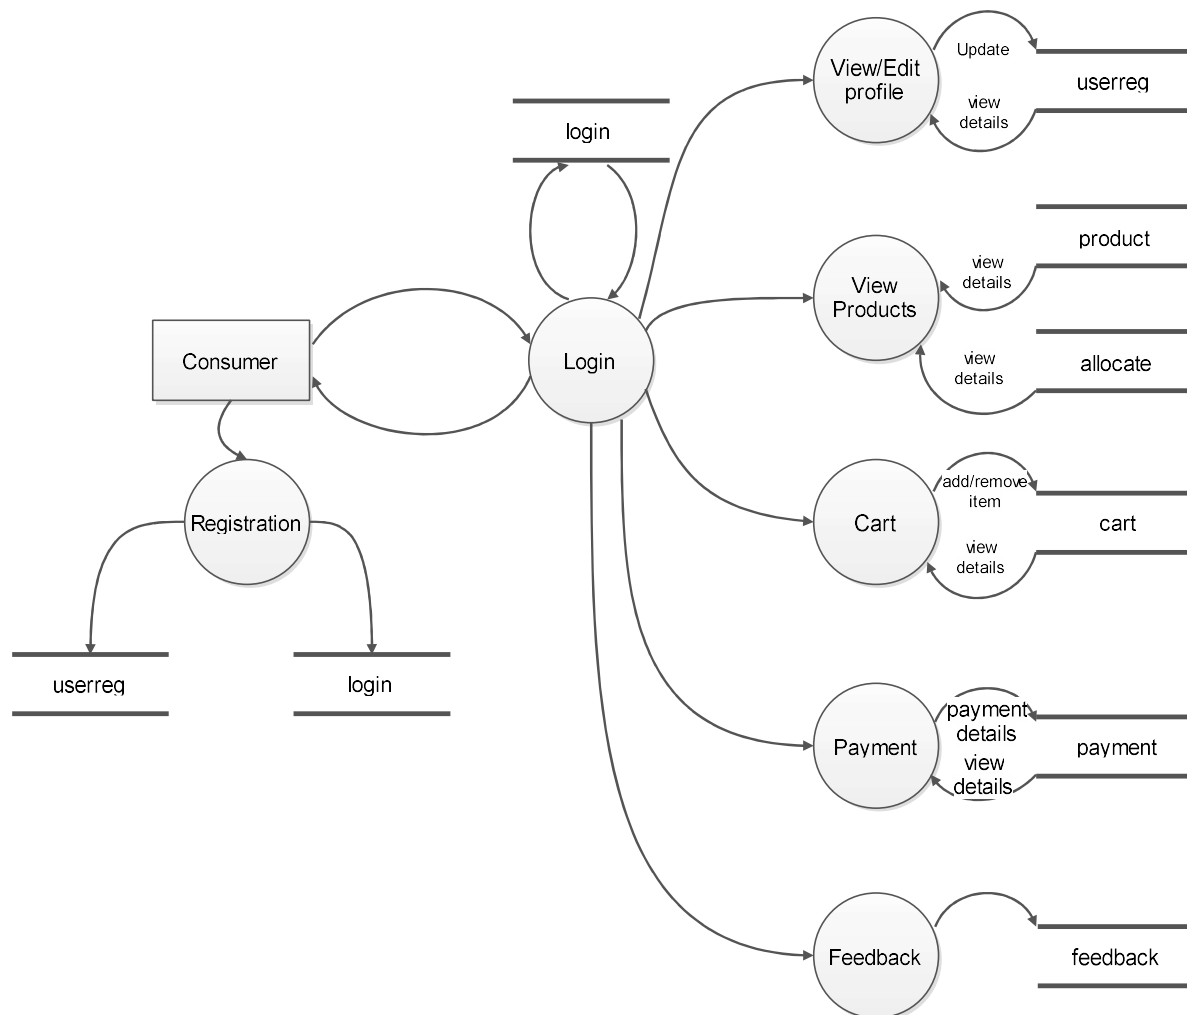 View/Edit
profile
Update
view
details
userreg
login
View
Products
view
details
product
view
details
allocate
Consumer
Login
Registration
userreg
login
Cart
add/remove
item
view
details
cart
Payment
payment
details
view
details
payment
Feedback
feedback